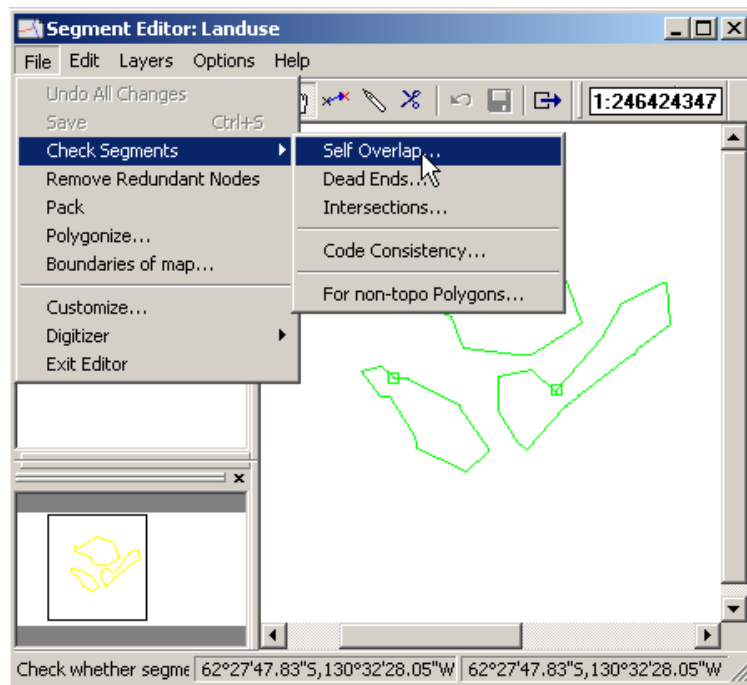 Segment Editor: Landuse
File Edit Layers Options Help
1:246424347
Undo All Changes
Save Ctrl+S
Check Segments
Remove Redundant Nodes
Pack
Polygonize...
Boundaries of map...
Customize...
Digitizer
Exit Editor
Self Overlap...
Dead Ends...
Intersections...
Code Consistency...
For non-topo Polygons...
Check whether segme 62°27'47.83"S,130°32'28.05"W 62°27'47.83"S,130°32'28.05"W